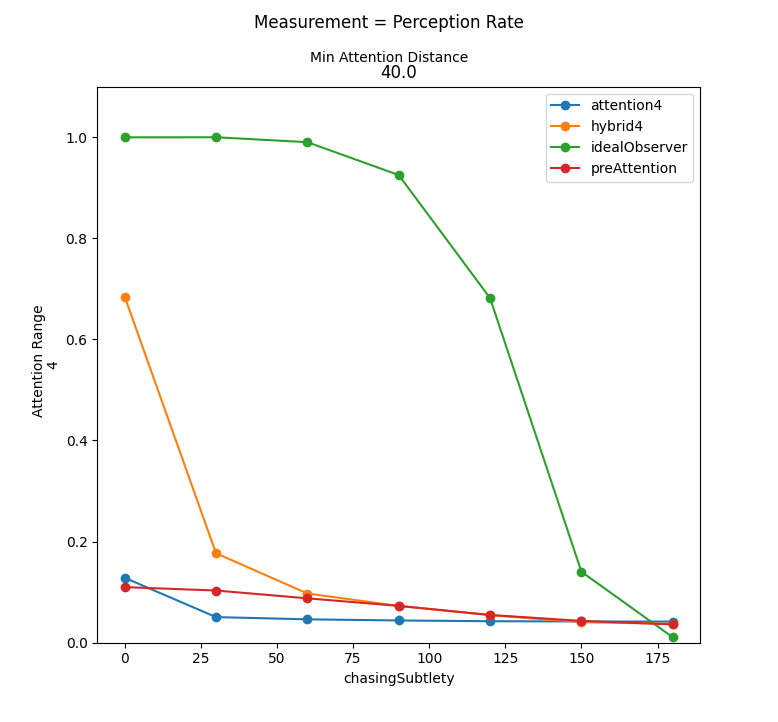 Measurement = Perception Rate
Min Attention Distance
40.0
attention4
hybrid4
idealObserver
preAttention
1.0
0.8
0.6
0.4
0.2
0.0
Attention Range
4
0 25 50 75 100 125 150 175
chasingSubtlety